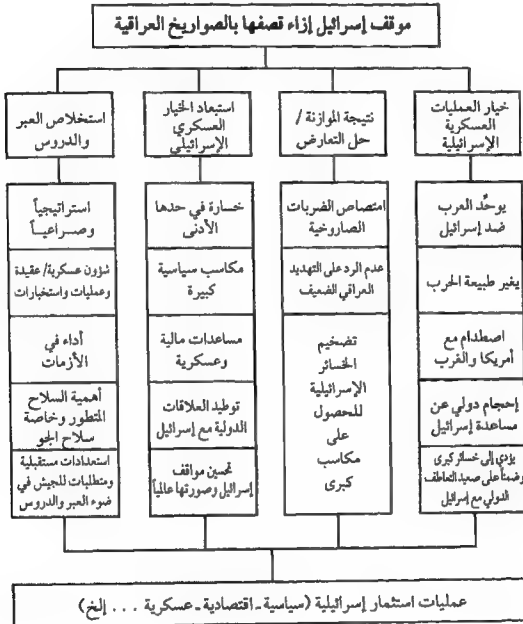 موقف إسرائيل إزاء قصفها بالصواريخ العراقية
خيار العمليات
العسكرية
الإسرائيلية
يوحّد العرب
ضد إسرائيل
يغير طبيعة الحرب
اصطدام مع
أمريكا والغرب
إحجام دولي عن
مساعدة إسرائيل
يؤدي إلى خسائر كبرى
وضمناً على صعيد التعاطف
الدولي مع إسرائيل
نتيجة الموازنة /
حل التعارض
امتصاص الضربات
الصاروخية
عدم الرد على التهديد
العراقي الضعيف
تضخيم
الخسائر
الإسرائيلية
للحصول
على
مكاسب
كبرى
استبعاد الخيار
العسكري
الإسرائيلي
خسارة في حدها
الأدنى
مكاسب سياسية
كبيرة
مساعدات مالية
وعسكرية
توطيد العلاقات
الدولية مع إسرائيل
تحسين مواقف
إسرائيل وصورتها عالمياً
استخلاص العبر
والدروس
استراتيجياً
وصراعياً
شؤون عسكرية/ عقيدة
وعمليات واستخبارات
أداء في
الأزمات
أهمية السلاح
المتطور وخاصة
سلاح الجو
استعدادات مستقبلية
ومتطلبات للجيش في
ضوء العبر والدروس
عمليات استثمار إسرائيلية (سياسية ـ اقتصادية ـ عسكرية ... إلخ)